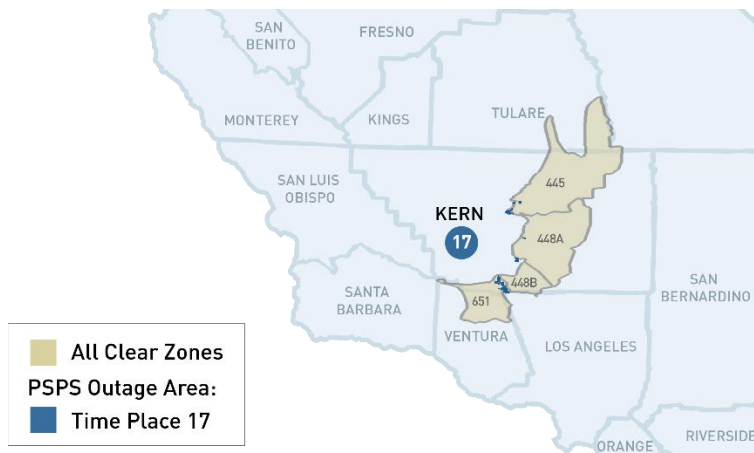 SAN
BENITO
FRESNO
MONTEREY
KINGS
TULARE
SAN LUIS
OBISPO
KERN
17
445
448A
448B
651
SANTA
BARBARA
VENTURA
LOS ANGELES
SAN
BERNARDINO
ORANGE
RIVERSIDE
All Clear Zones
PSPS Outage Area:
Time Place 17